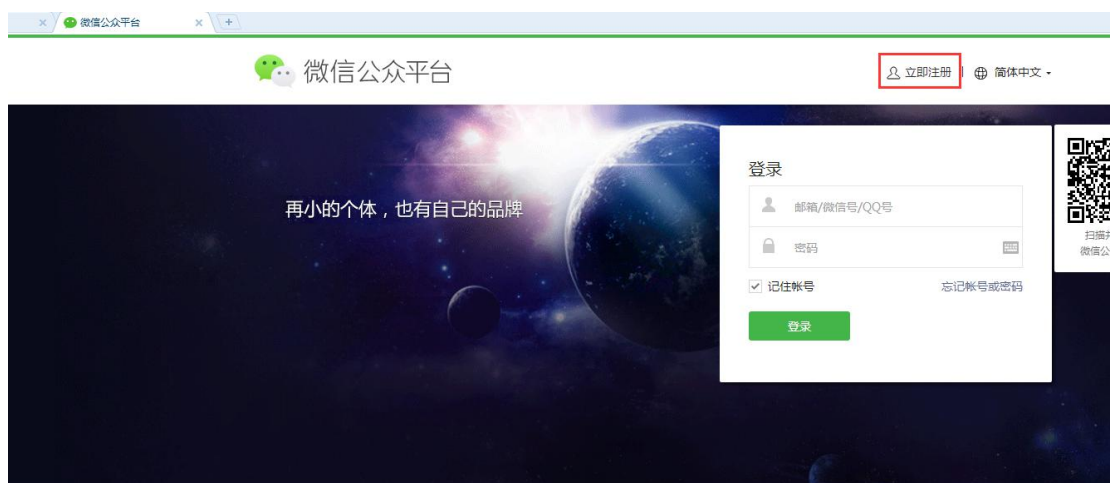 微信公众平台
微信公众平台
立即注册
简体中文
再小的个体，也有自己的品牌
登录
邮箱/微信号/QQ号
密码
记住帐号
忘记帐号或密码
登录
扫描
微信公